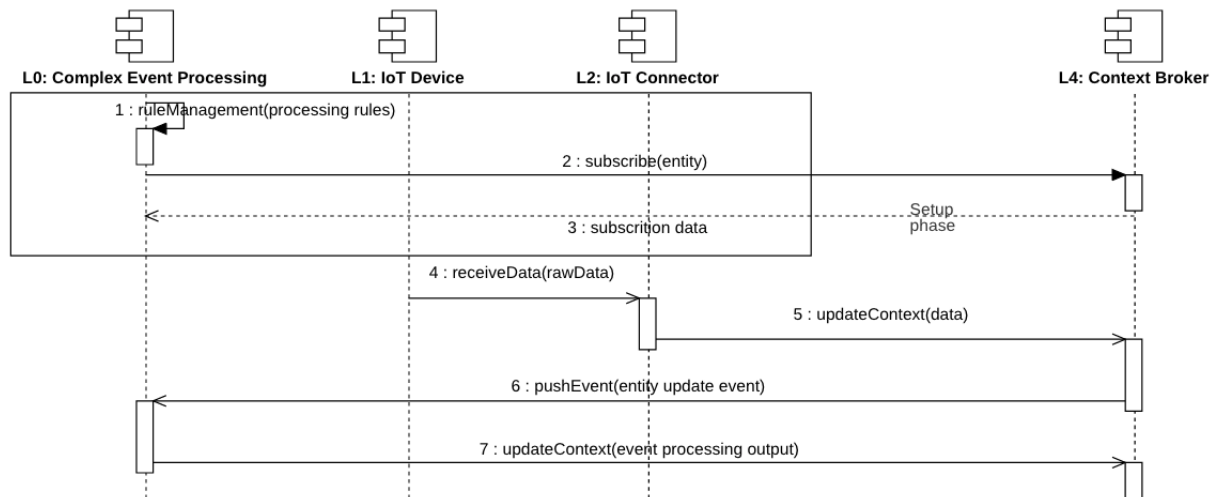 L0: Complex Event Processing
L1: IoT Device
L2: IoT Connector
L4: Context Broker
1 : ruleManagement(processing rules)
2 : subscribe(entity)
Setup
phase
3 : subscrition data
4 : receiveData(rawData)
5 : updateContext(data)
6 : pushEvent(entity update event)
7 : updateContext(event processing output)